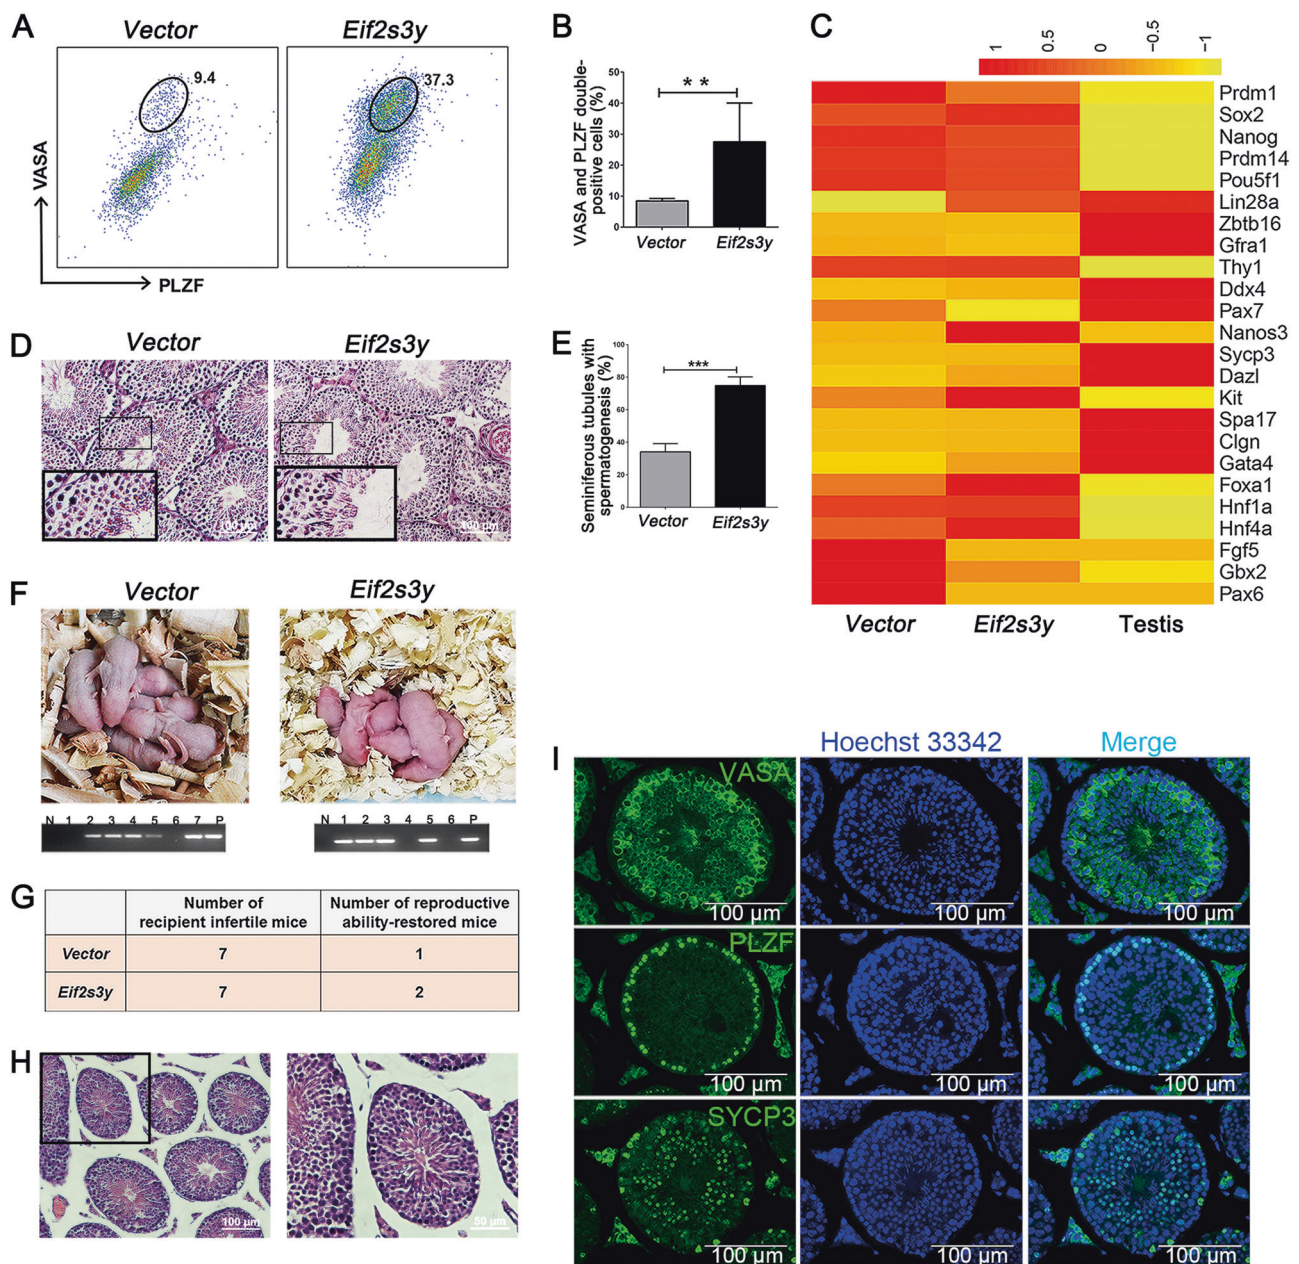 A
Vector
Eif2s3y
9.4
37.3
VASA
PLZF
B
* *
VASA and PLZF double-
positive cells (%)
50
40
30
20
10
0
Vector
Eif2s3y
C
1
0.5
0
−0.5
−1
Prdm1
Sox2
Nanog
Prdm14
Pou5f1
Lin28a
Zbtb16
Gfra1
Thy1
Ddx4
Pax7
Nanos3
Sycp3
Dazl
Kit
Spa17
Clgn
Gata4
Foxa1
Hnf1a
Hnf4a
Fgf5
Gbx2
Pax6
Vector
Eif2s3y
Testis
D
Vector
Eif2s3y
100 µm
100 µm
E
***
Seminiferous tubules with
spermatogenesis (%)
100
80
60
40
20
0
Vector
Eif2s3y
F
Vector
Eif2s3y
N 1 2 3 4 5 6 7 P
N 1 2 3 4 5 6 P
G
Number of
recipient infertile mice
Number of reproductive
ability-restored mice
Vector 7 1
Eif2s3y 7 2
H
100 µm
50 µm
I
VASA
Hoechst 33342
Merge
100 µm
100 µm
100 µm
PLZF
100 µm
100 µm
100 µm
SYCP3
100 µm
100 µm
100 µm